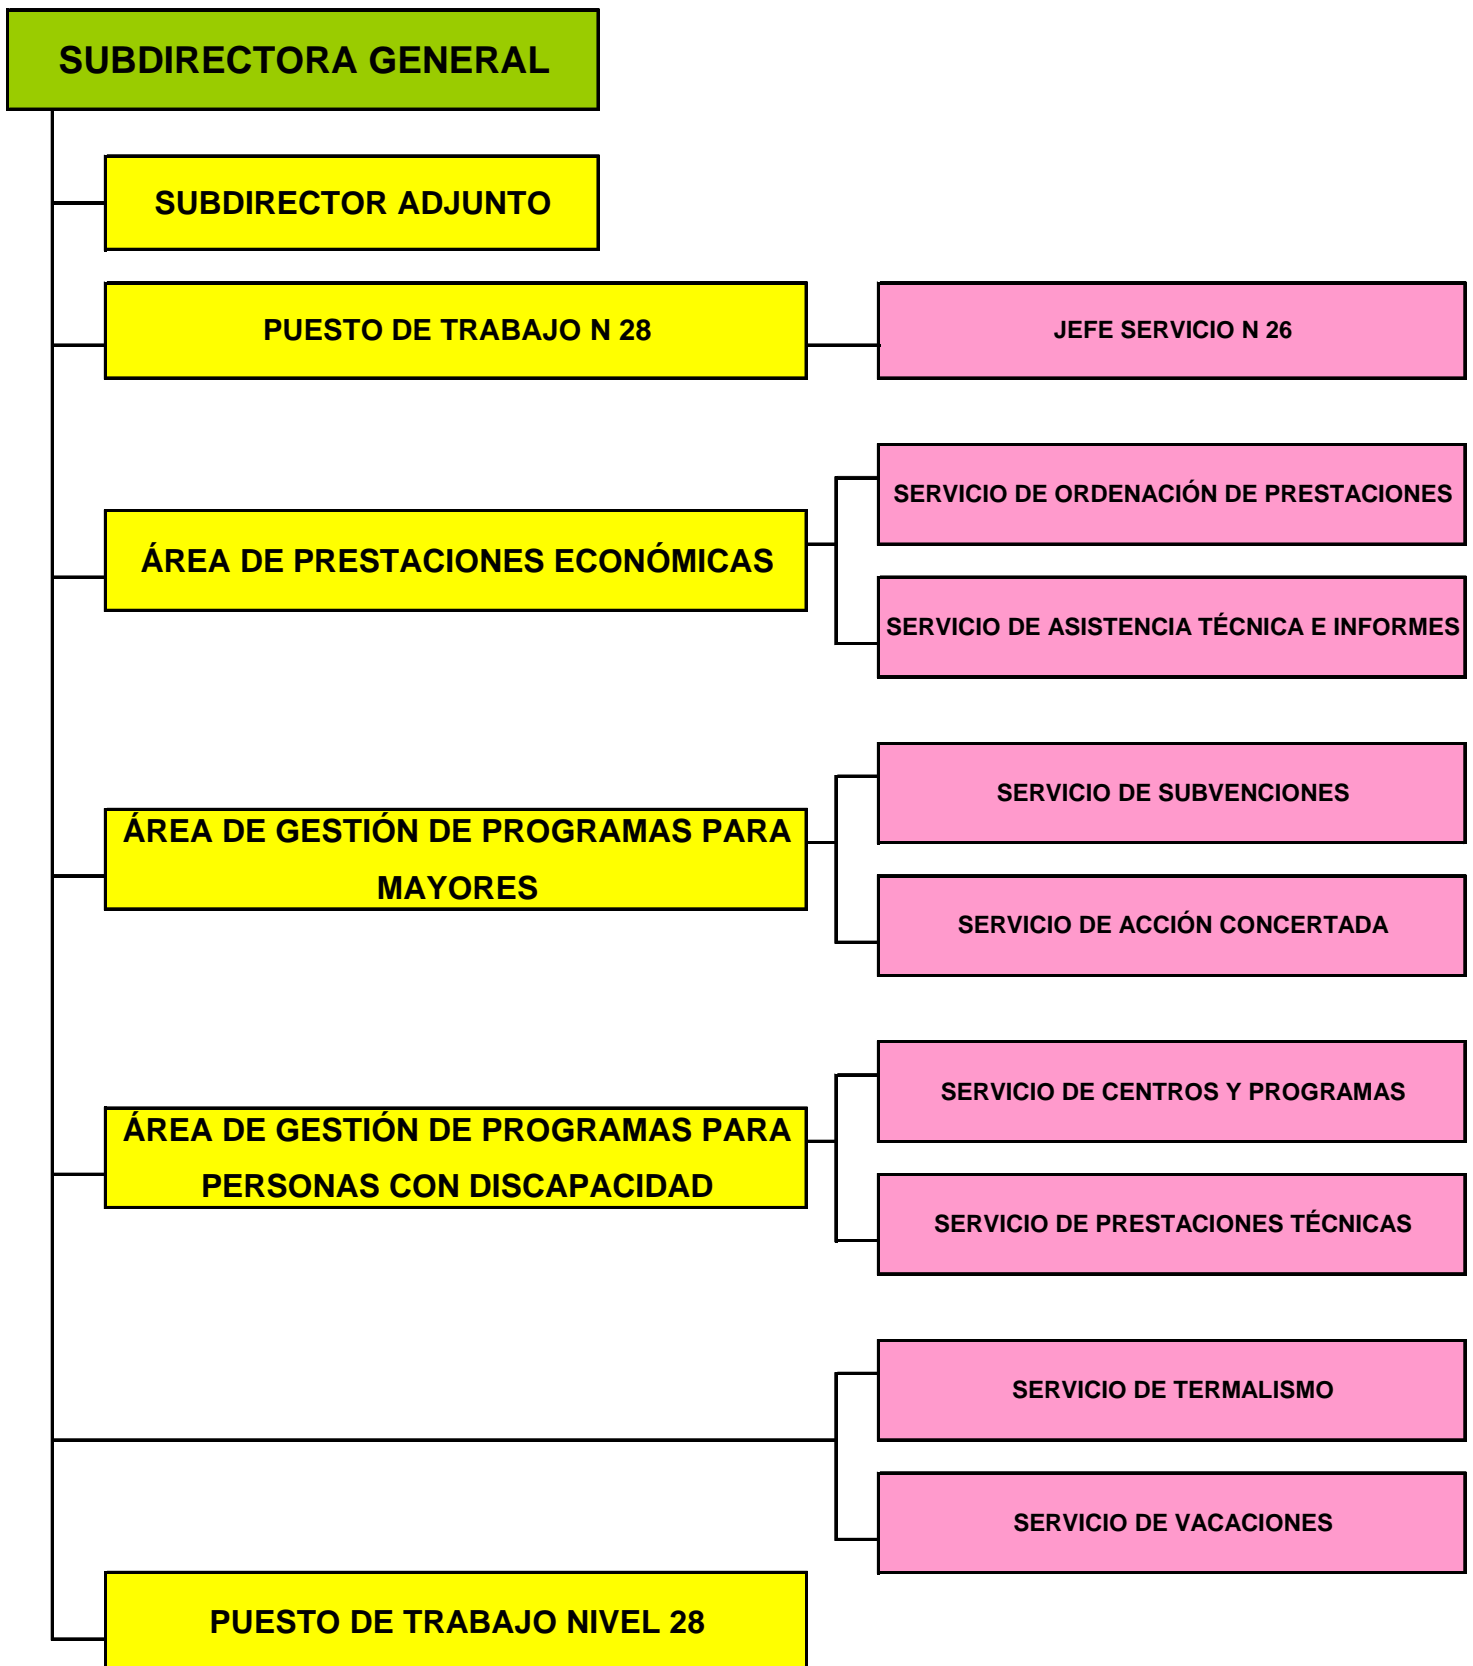 SUBDIRECTORA GENERAL
SUBDIRECTOR ADJUNTO
PUESTO DE TRABAJO N 28
JEFE SERVICIO N 26
SERVICIO DE ORDENACIÓN DE PRESTACIONES
ÁREA DE PRESTACIONES ECONÓMICAS
SERVICIO DE ASISTENCIA TÉCNICA E INFORMES
SERVICIO DE SUBVENCIONES
ÁREA DE GESTIÓN DE PROGRAMAS PARA
MAYORES
SERVICIO DE ACCIÓN CONCERTADA
SERVICIO DE CENTROS Y PROGRAMAS
ÁREA DE GESTIÓN DE PROGRAMAS PARA
PERSONAS CON DISCAPACIDAD
SERVICIO DE PRESTACIONES TÉCNICAS
SERVICIO DE TERMALISMO
SERVICIO DE VACACIONES
PUESTO DE TRABAJO NIVEL 28